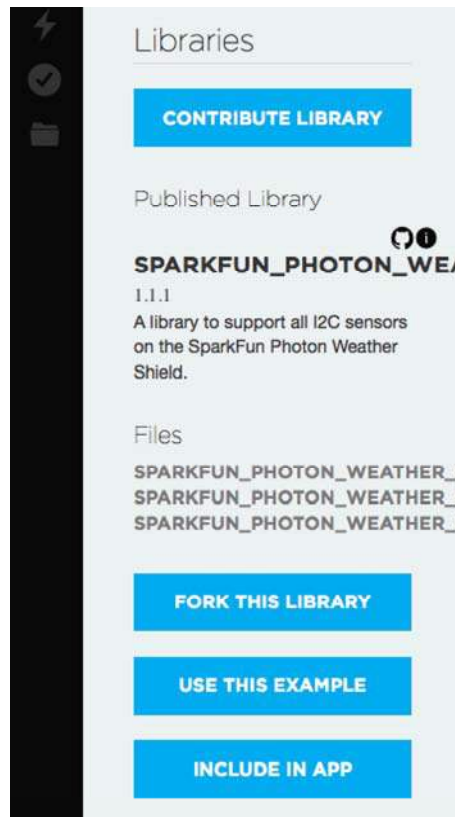 Libraries
CONTRIBUTE LIBRARY
Published Library
SPARKFUN_PHOTON_WEA
1.1.1
A library to support all I2C sensors
on the SparkFun Photon Weather
Shield.
Files
SPARKFUN_PHOTON_WEATHER_
SPARKFUN_PHOTON_WEATHER_
SPARKFUN_PHOTON_WEATHER_
FORK THIS LIBRARY
USE THIS EXAMPLE
INCLUDE IN APP